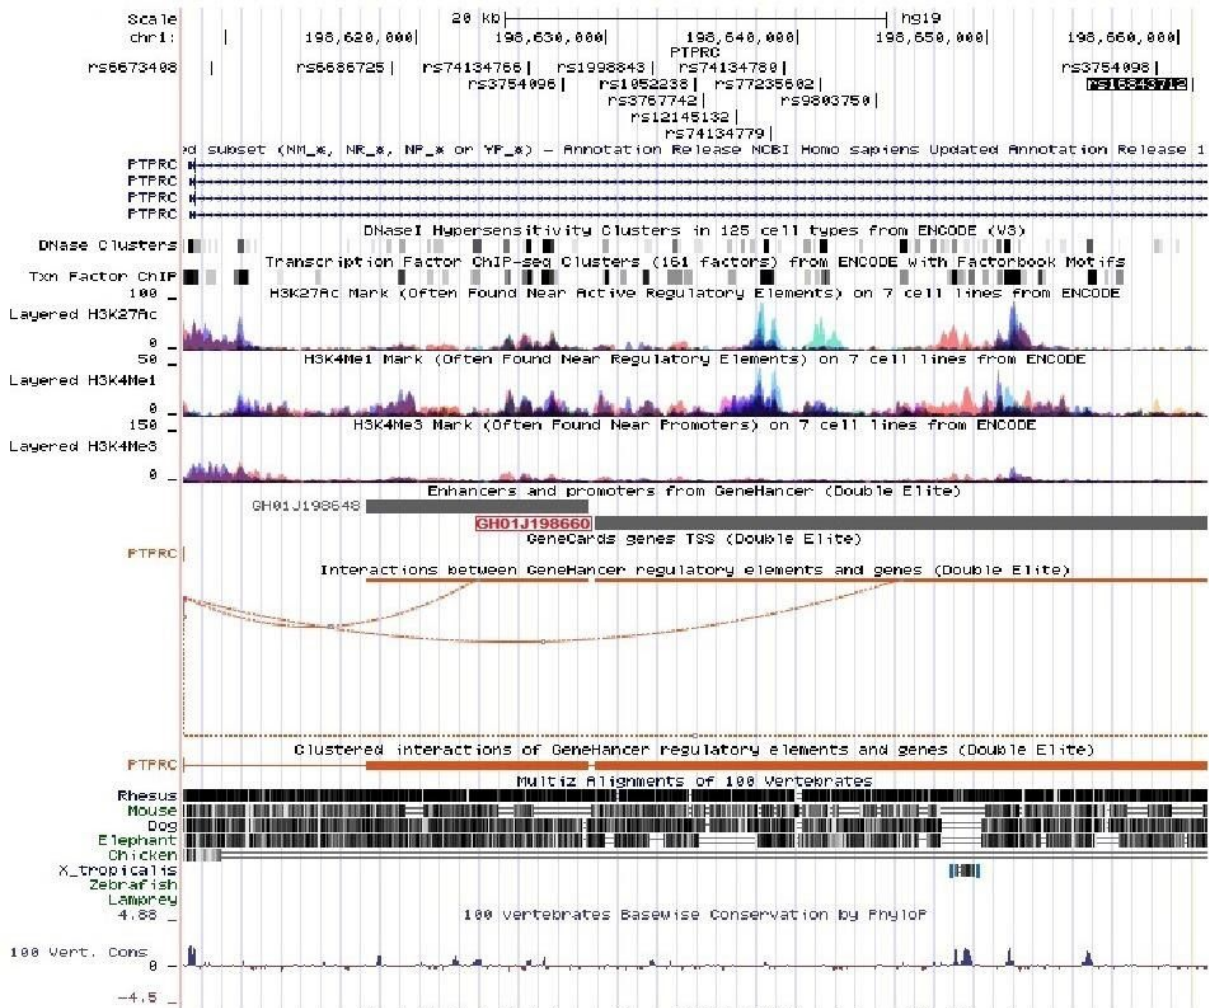 Scale 20 kb hg19
chr1: 198,620,000 198,630,000 198,640,000 198,650,000 198,660,000
PTPRC
rs6673408 rs6686725 rs74134766 rs1998843 rs74134780 rs3754098
rs3754096 rs1052238 rs77235602 rs16843712
rs3767742 rs9803750
rs12145132
rs74134779
d subset (NM_*, NR_*, NP_* or YP_*) - Annotation Release NCBI Homo sapiens Updated Annotation Release 1
PTPRC
PTPRC
PTPRC
PTPRC
DNaseI Hypersensitivity Clusters in 125 cell types from ENCODE (V3)
DNase Clusters
Transcription Factor ChIP-seq Clusters (161 factors) from ENCODE with Factorbook Motifs
Txn Factor ChIP
100 _ H3K27Ac Mark (Often Found Near Active Regulatory Elements) on 7 cell lines from ENCODE
Layered H3K27Ac
0 _
50 _ H3K4Me1 Mark (Often Found Near Regulatory Elements) on 7 cell lines from ENCODE
Layered H3K4Me1
0 _
150 _ H3K4Me3 Mark (Often Found Near Promoters) on 7 cell lines from ENCODE
Layered H3K4Me3
0 _
Enhancers and promoters from GeneHancer (Double Elite)
GH01J198648
GH01J198660
GeneCards genes TSS (Double Elite)
PTPRC
Interactions between GeneHancer regulatory elements and genes (Double Elite)
Clustered interactions of GeneHancer regulatory elements and genes (Double Elite)
PTPRC
Multiz Alignments of 100 Vertebrates
Rhesus
Mouse
Dog
Elephant
Chicken
X_tropicalis
Zebrafish
Lamprey
4.88 _ 100 vertebrates Basewise Conservation by PhyloP
100 Vert. Cons
0 _
-4.5 _